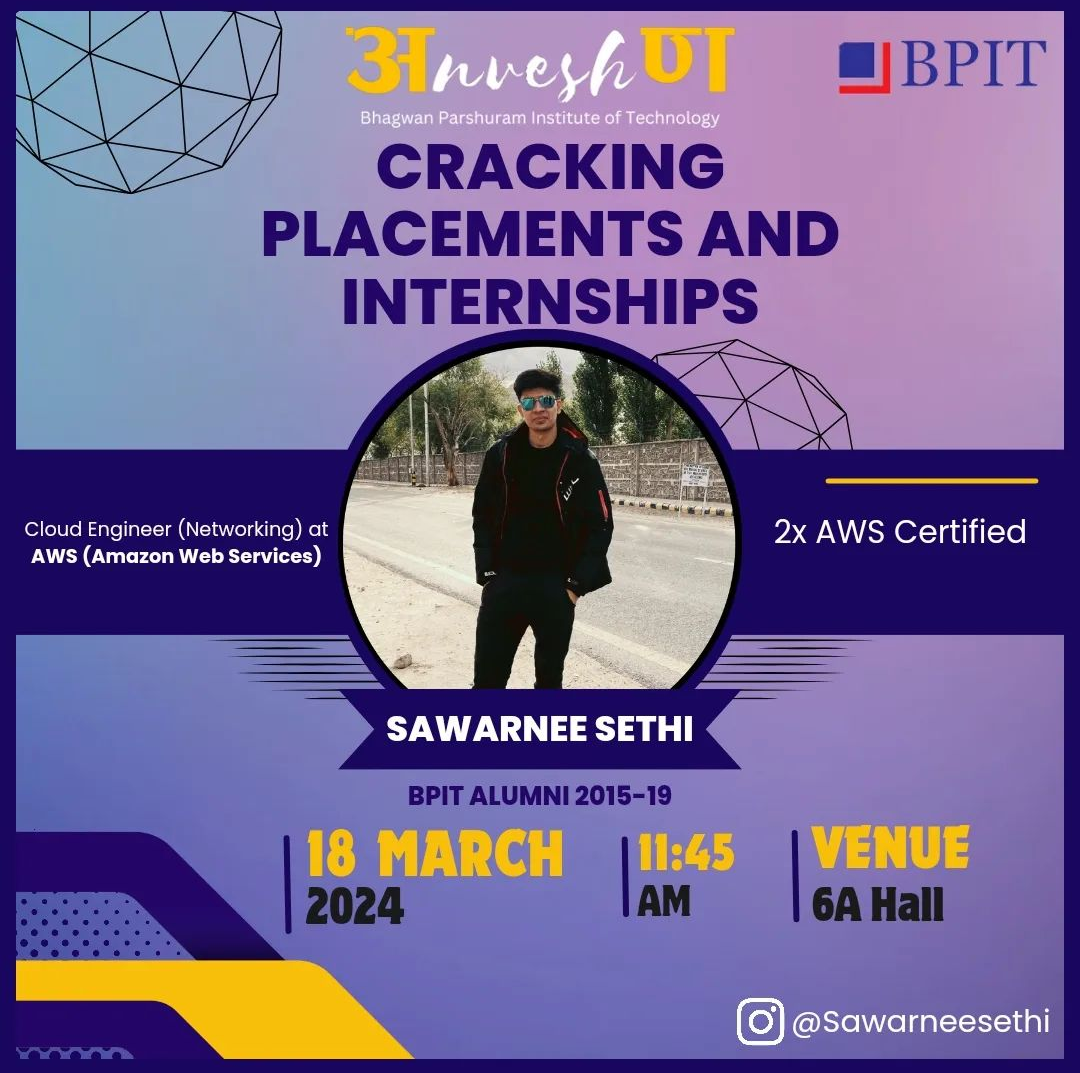 अnveshण
BPIT
Bhagwan Parshuram Institute of Technology
CRACKING
PLACEMENTS AND
INTERNSHIPS
Cloud Engineer (Networking) at
AWS (Amazon Web Services)
2x AWS Certified
SAWARNEE SETHI
BPIT ALUMNI 2015-19
18 MARCH
2024
11:45
AM
VENUE
6A Hall
@Sawarneesethi